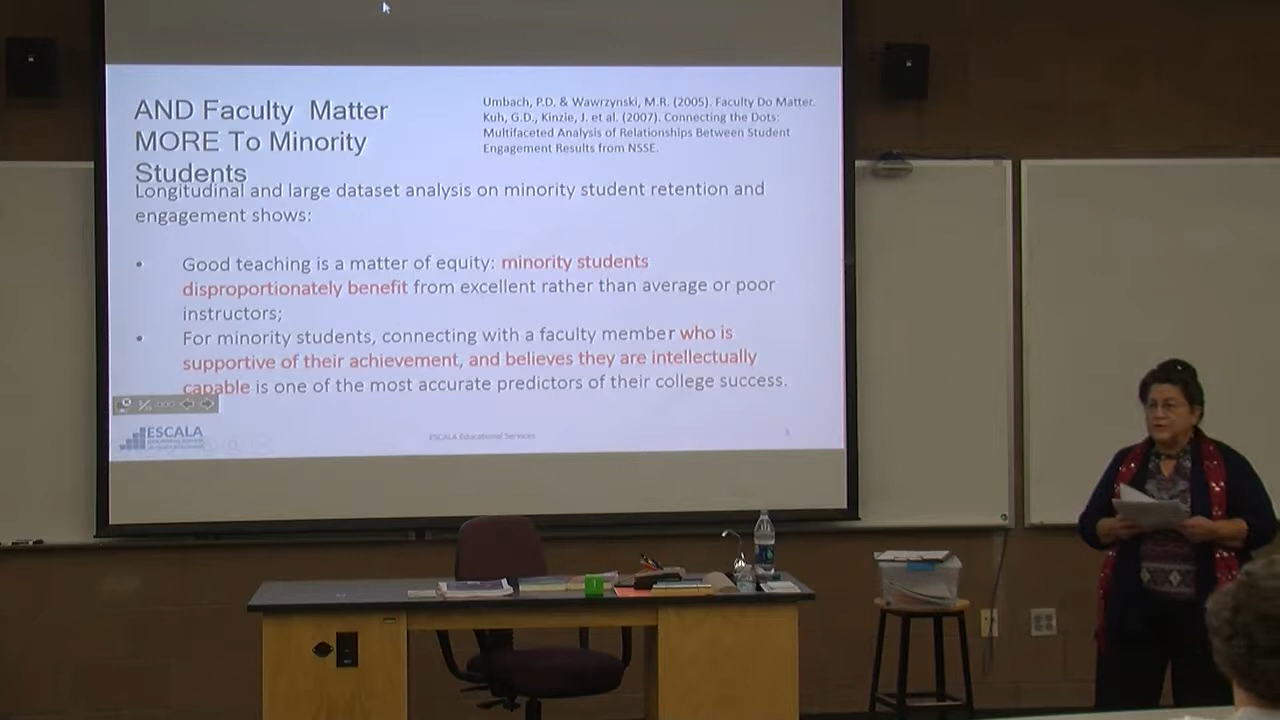 AND Faculty Matter
MORE To Minority
Students
Umbach, P.D. & Wawrzynski, M.R. (2005). Faculty Do Matter.
Kuh, G.D., Kinzie, J. et al. (2007). Connecting the Dots:
Multifaceted Analysis of Relationships Between Student
Engagement Results from NSSE.
Longitudinal and large dataset analysis on minority student retention and
engagement shows:
• Good teaching is a matter of equity: minority students
disproportionately benefit from excellent rather than average or poor
instructors;
• For minority students, connecting with a faculty member who is
supportive of their achievement, and believes they are intellectually
capable is one of the most accurate predictors of their college success.
ESCALA
ESCALA Educational Services